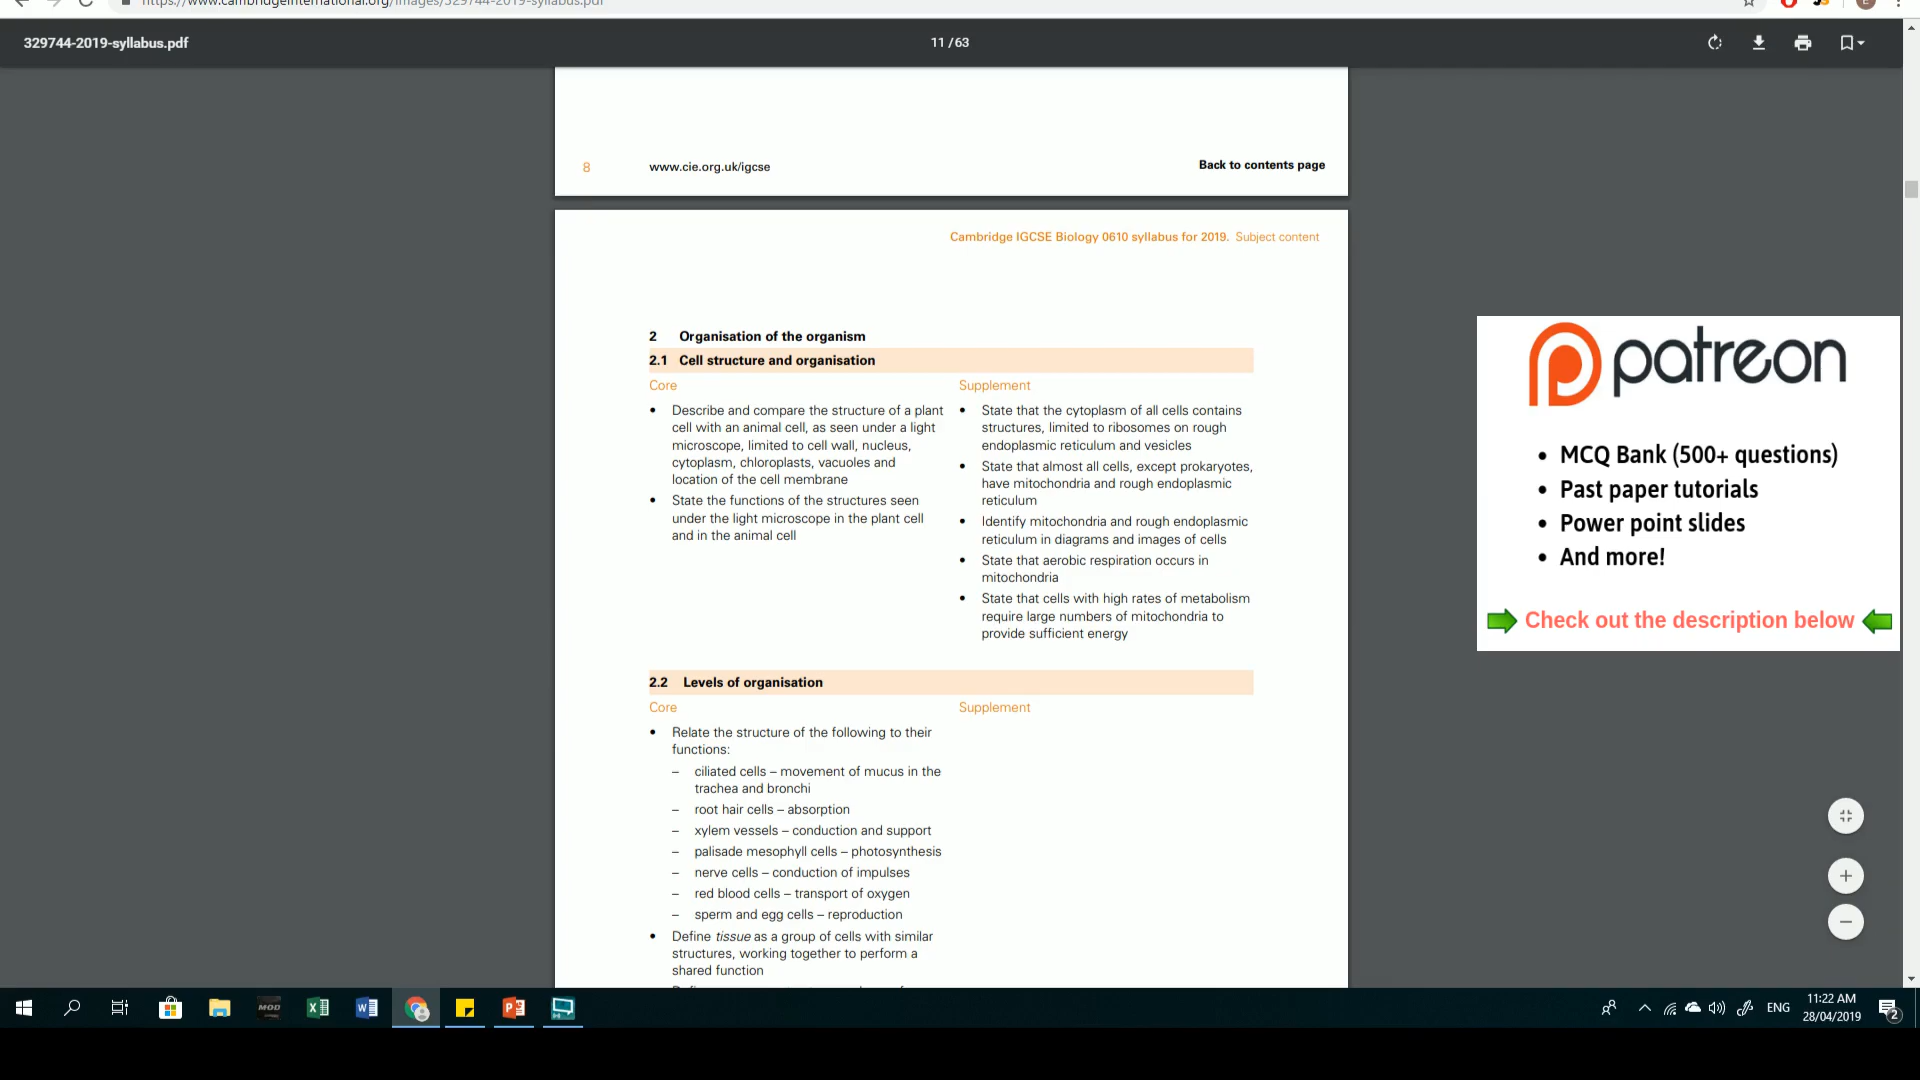 https://www.cambridgeinternational.org/images/329744-2019-syllabus.pdf
329744-2019-syllabus.pdf
11 / 63
8
www.cie.org.uk/igcse
Back to contents page
Cambridge IGCSE Biology 0610 syllabus for 2019. Subject content
2 Organisation of the organism
2.1 Cell structure and organisation
Core
• Describe and compare the structure of a plant
cell with an animal cell, as seen under a light
microscope, limited to cell wall, nucleus,
cytoplasm, chloroplasts, vacuoles and
location of the cell membrane
• State the functions of the structures seen
under the light microscope in the plant cell
and in the animal cell
Supplement
• State that the cytoplasm of all cells contains
structures, limited to ribosomes on rough
endoplasmic reticulum and vesicles
• State that almost all cells, except prokaryotes,
have mitochondria and rough endoplasmic
reticulum
• Identify mitochondria and rough endoplasmic
reticulum in diagrams and images of cells
• State that aerobic respiration occurs in
mitochondria
• State that cells with high rates of metabolism
require large numbers of mitochondria to
provide sufficient energy
2.2 Levels of organisation
Core
Supplement
• Relate the structure of the following to their
functions:
– ciliated cells – movement of mucus in the
trachea and bronchi
– root hair cells – absorption
– xylem vessels – conduction and support
– palisade mesophyll cells – photosynthesis
– nerve cells – conduction of impulses
– red blood cells – transport of oxygen
– sperm and egg cells – reproduction
• Define tissue as a group of cells with similar
structures, working together to perform a
shared function
patreon
• MCQ Bank (500+ questions)
• Past paper tutorials
• Power point slides
• And more!
Check out the description below
MOD
ENG
11:22 AM
28/04/2019
2